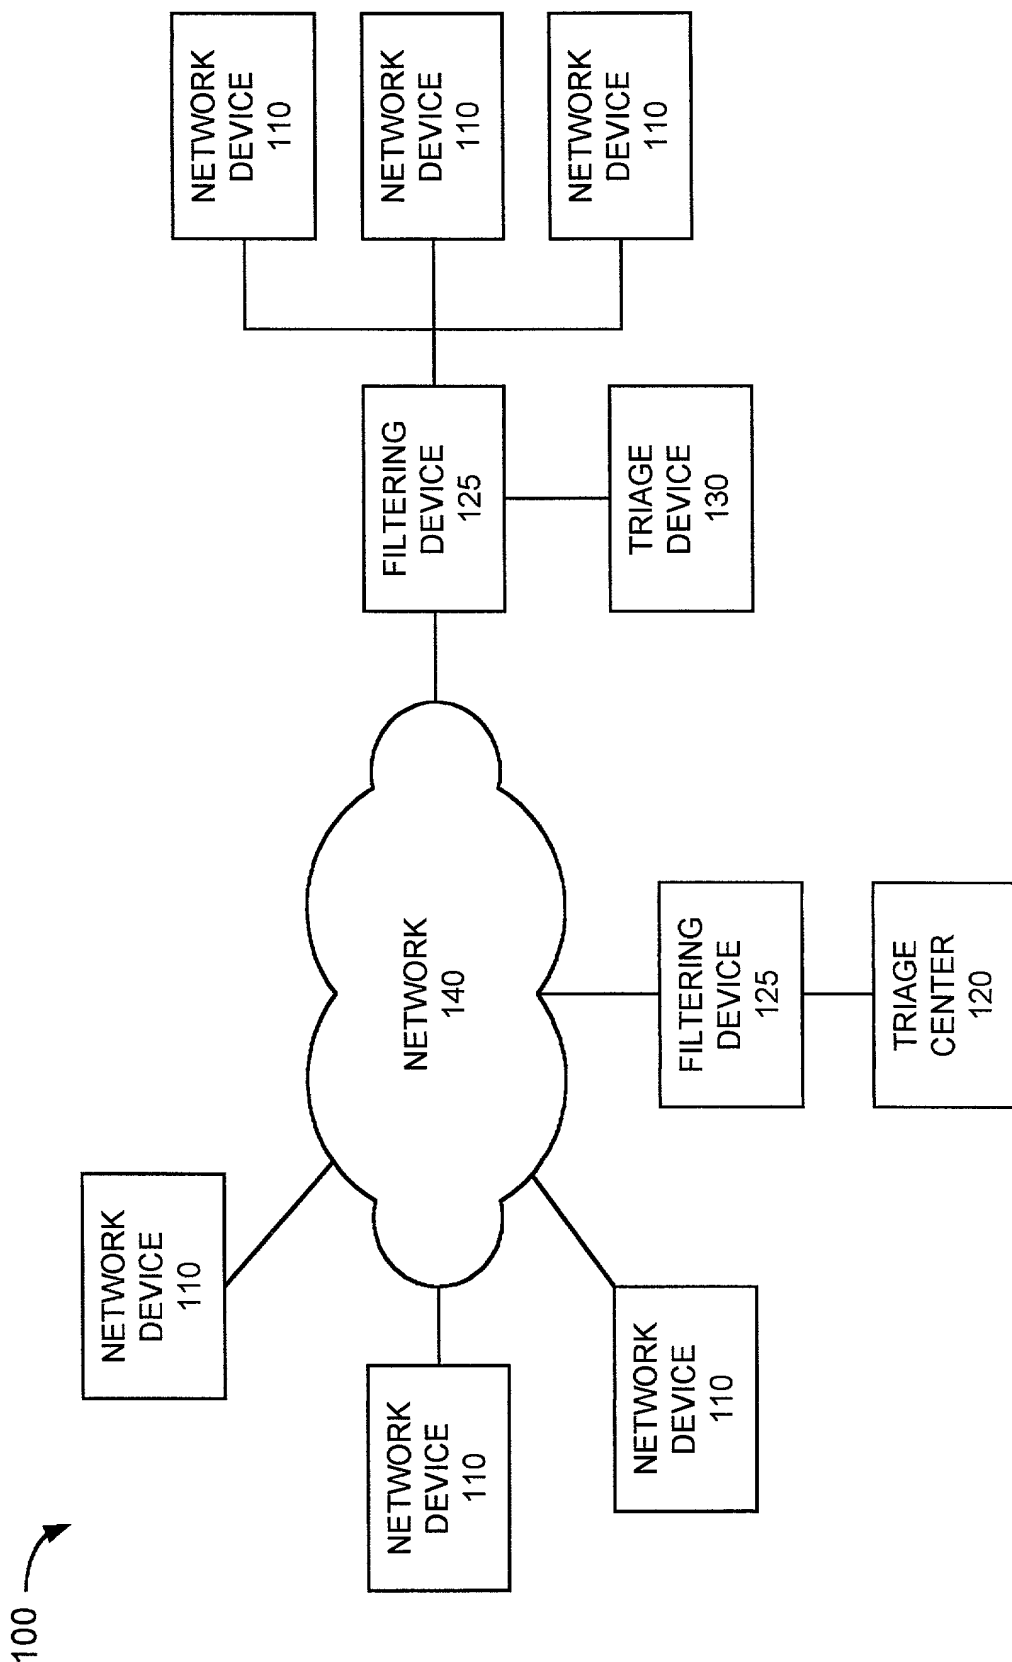 100
NETWORK
DEVICE
110
NETWORK
DEVICE
110
NETWORK
DEVICE
110
NETWORK
140
FILTERING
DEVICE
125
TRIAGE
CENTER
120
FILTERING
DEVICE
125
TRIAGE
DEVICE
130
NETWORK
DEVICE
110
NETWORK
DEVICE
110
NETWORK
DEVICE
110